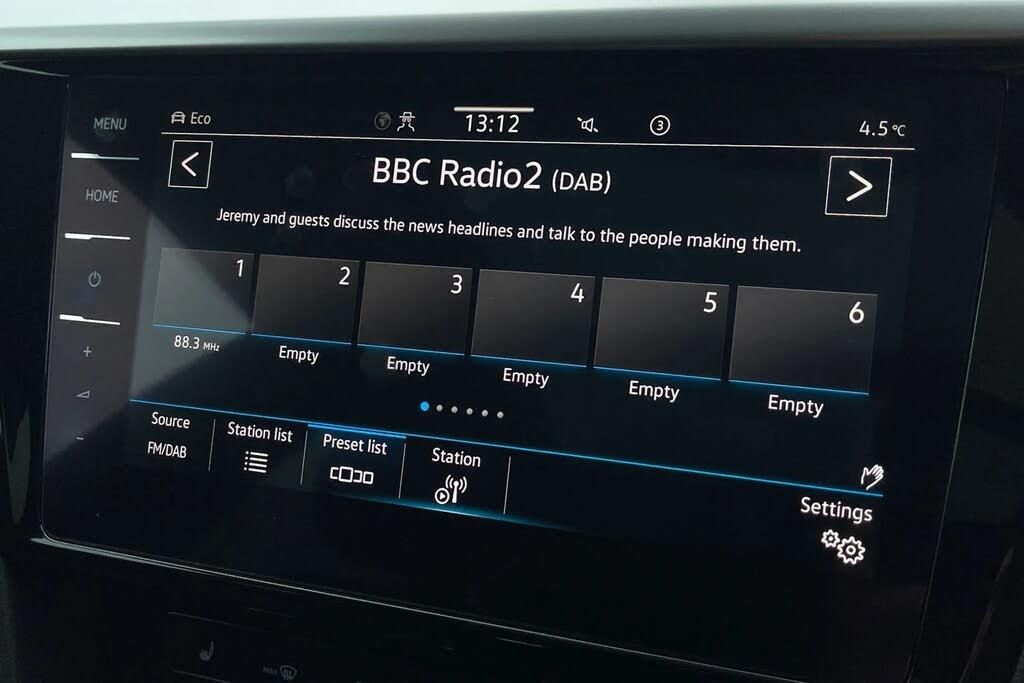 MENU
HOME
+
-
Eco
13:12
3
4.5°C
<
BBC Radio2 (DAB)
>
Jeremy and guests discuss the news headlines and talk to the people making them.
1
2
3
4
5
6
88.3 MHz
Empty
Empty
Empty
Empty
Empty
Source
FM/DAB
Station list
Preset list
Station
Settings
MAX